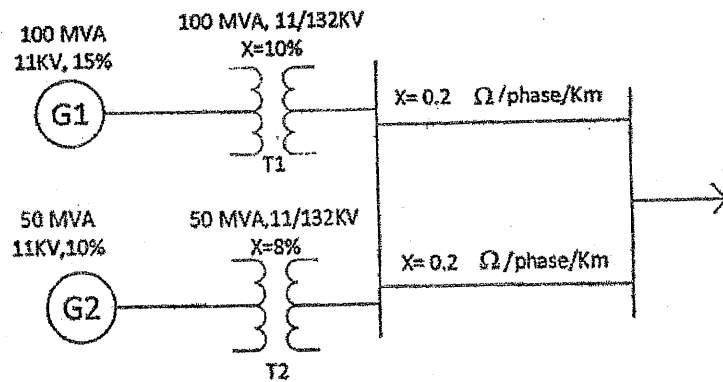 100 MVA
11KV, 15%
G1
100 MVA, 11/132KV
X=10%
T1
X= 0.2 Ω/phase/Km
50 MVA
11KV,10%
G2
50 MVA,11/132KV
X=8%
T2
X= 0.2 Ω/phase/Km